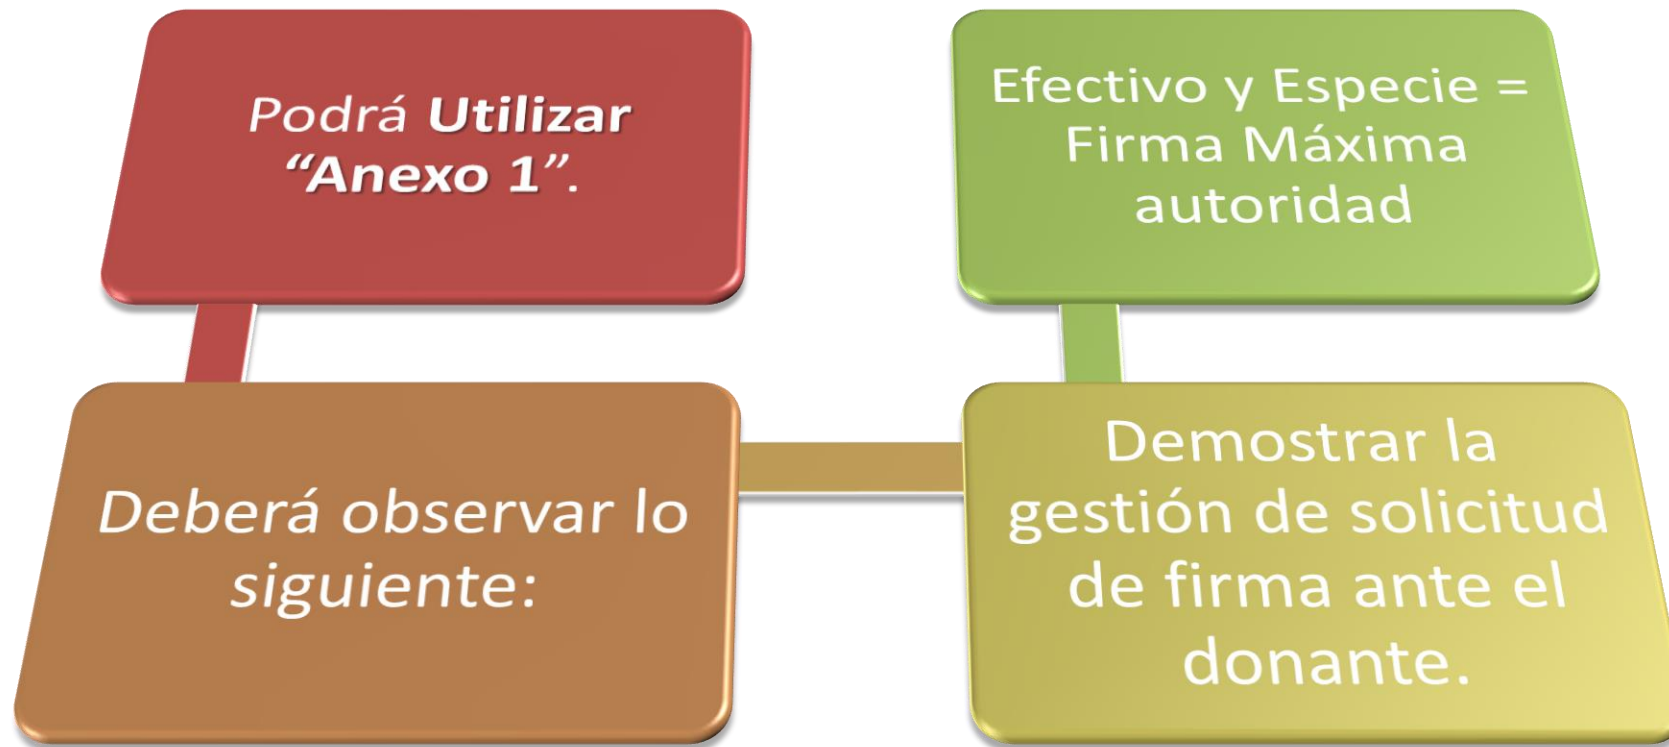 Podrá Utilizar
“Anexo 1”.
Deberá observar lo
siguiente:
Demostrar la
gestión de solicitud
de firma ante el
donante.
Efectivo y Especie =
Firma Máxima
autoridad